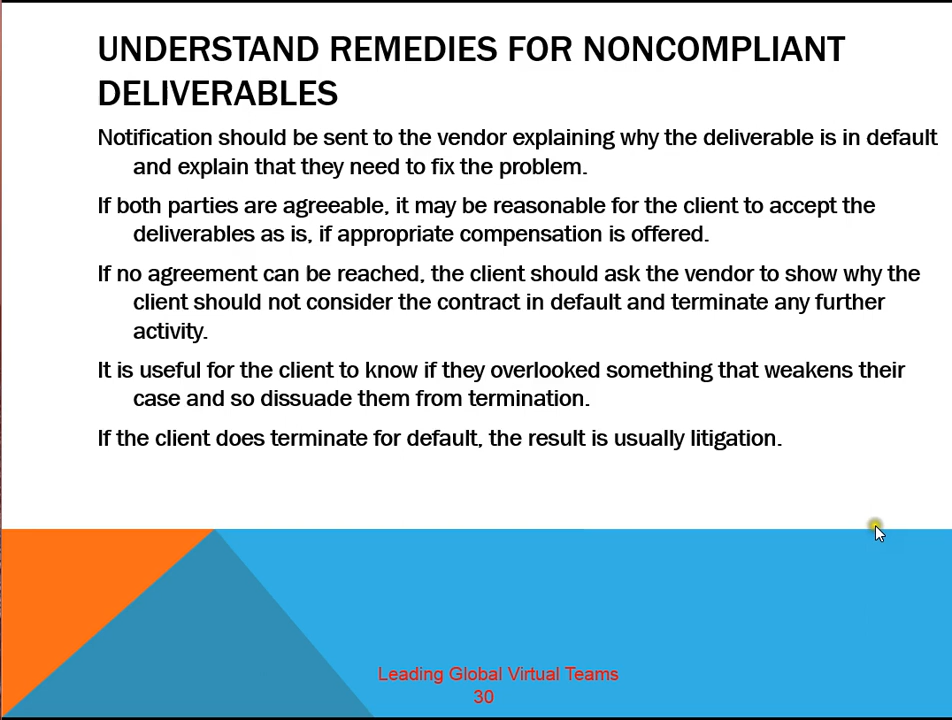 UNDERSTAND REMEDIES FOR NONCOMPLIANT
DELIVERABLES
Notification should be sent to the vendor explaining why the deliverable is in default
and explain that they need to fix the problem.
If both parties are agreeable, it may be reasonable for the client to accept the
deliverables as is, if appropriate compensation is offered.
If no agreement can be reached, the client should ask the vendor to show why the
client should not consider the contract in default and terminate any further
activity.
It is useful for the client to know if they overlooked something that weakens their
case and so dissuade them from termination.
If the client does terminate for default, the result is usually litigation.
Leading Global Virtual Teams
30